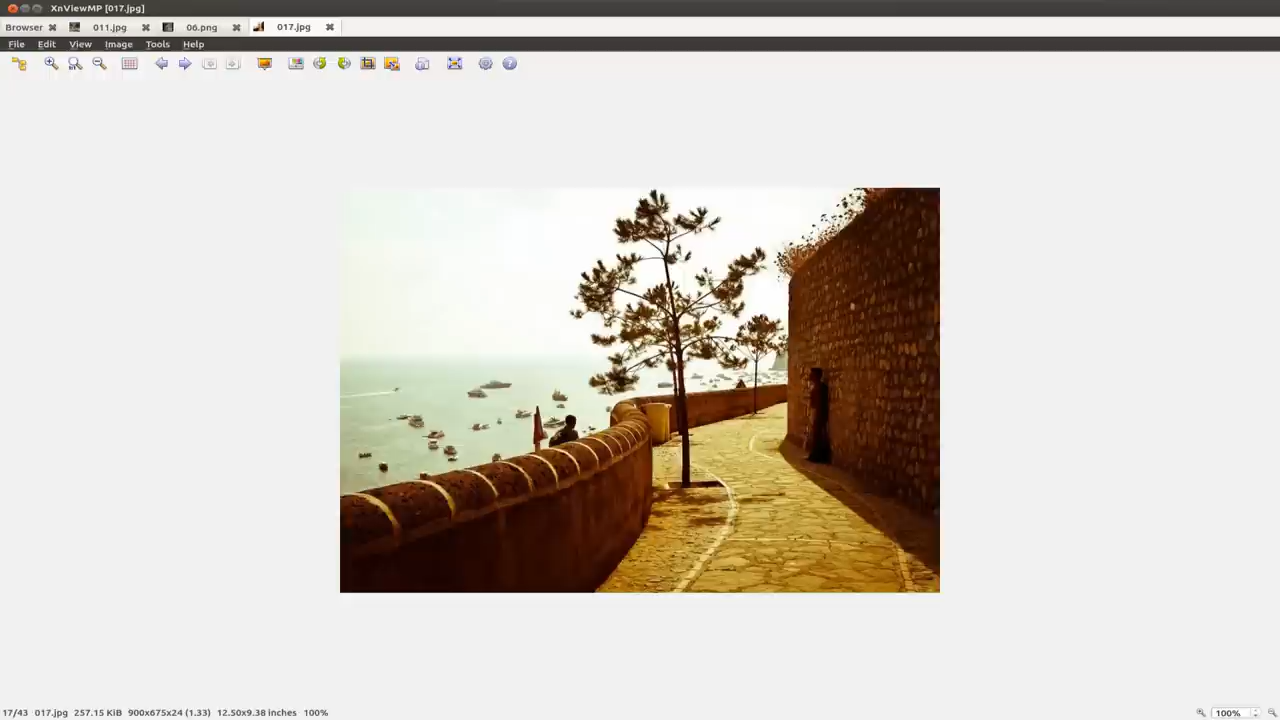 XnViewMP [017.jpg]
Browser 011.jpg 06.png 017.jpg
File Edit View Image Tools Help
17/43 017.jpg 257.15 KiB 900x675x24 (1.33) 12.50x9.38 inches 100%
100%